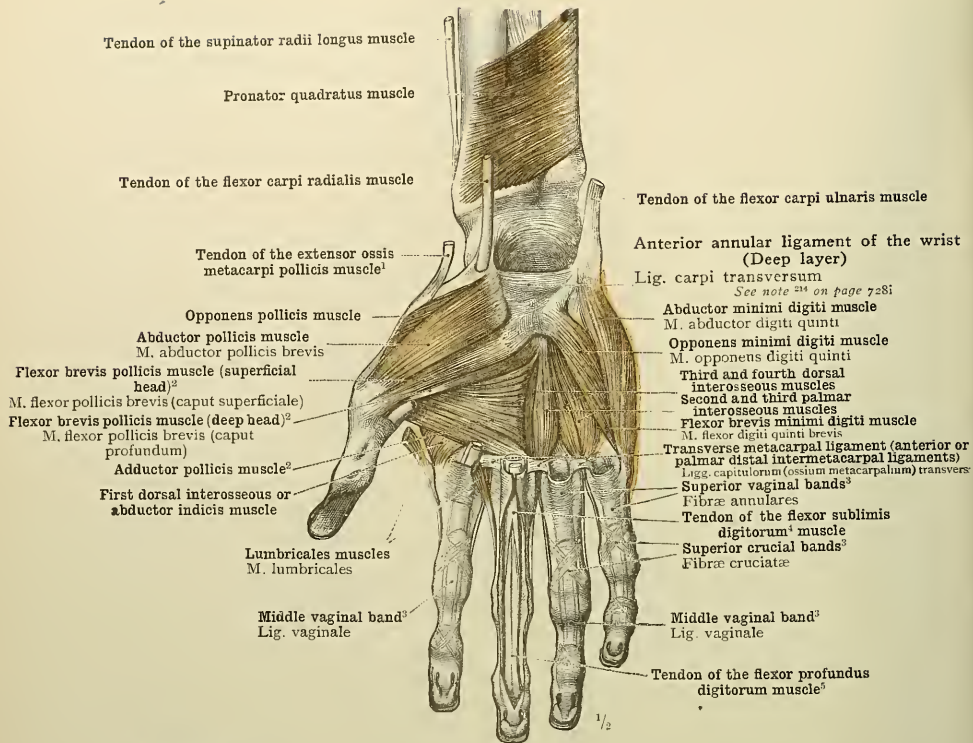 Tendon of the supinator radii longus muscle
Pronator quadratus muscle
Tendon of the flexor carpi radialis muscle
Tendon of the extensor ossis
metacarpi pollicis muscle¹
Opponens pollicis muscle
Abductor pollicis muscle
M. abductor pollicis brevis
Flexor brevis pollicis muscle (superficial
head)²
M. flexor pollicis brevis (caput superficiale)
Flexor brevis pollicis muscle (deep head)²
M. flexor pollicis brevis (caput
profundum)
Adductor pollicis muscle²
First dorsal interosseous or
abductor indicis muscle
Lumbricales muscles
M. lumbricales
Middle vaginal band³
Lig. vaginale
Tendon of the flexor carpi ulnaris muscle
Anterior annular ligament of the wrist
(Deep layer)
Lig. carpi transversum
See note ²¹⁴ on page 728i
Abductor minimi digiti muscle
M. abductor digiti quinti
Opponens minimi digiti muscle
M. opponens digiti quinti
Third and fourth dorsal
interosseous muscles
Second and third palmar
interosseous muscles
Flexor brevis minimi digiti muscle
M. flexor digiti quinti brevis
Transverse metacarpal ligament (anterior or
palmar distal intermetacarpal ligaments)
Ligg. capitulorum (ossium metacarpalium) transvers
Superior vaginal bands³
Fibræ annulares
Tendon of the flexor sublimis
digitorum⁴ muscle
Superior crucial bands³
Fibræ cruciatæ
Middle vaginal band³
Lig. vaginale
Tendon of the flexor profundus
digitorum muscle⁵
1/2